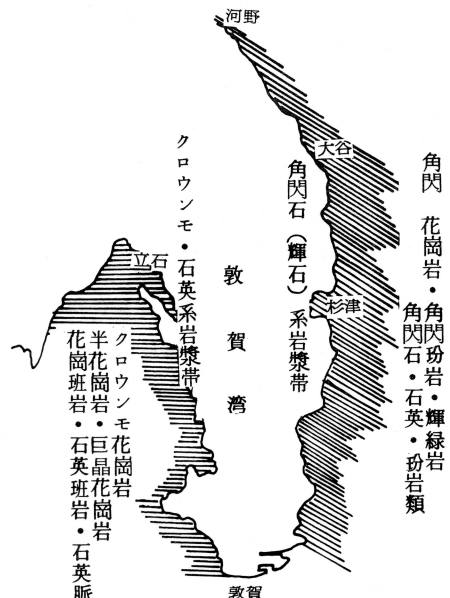 河野
大谷
角閃　花崗岩・角閃玢岩・輝緑岩
角閃石・石英・玢岩類
角閃石（輝石）系岩漿帯
杉津
敦賀湾
クロウンモ・石英系岩漿帯
立石
クロウンモ花崗岩
半花崗岩・巨晶花崗岩
花崗班岩・石英班岩・石英脈
敦賀